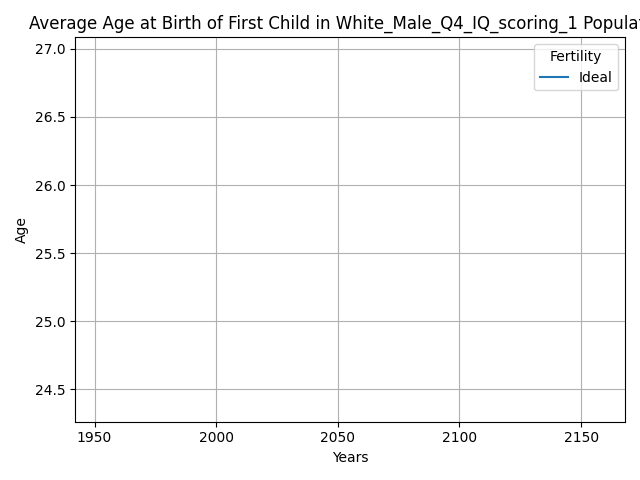 Average Age at Birth of First Child in White_Male_Q4_IQ_scoring_1
27.0
26.5
26.0
25.5
25.0
24.5
Age
Fertility
Ideal
1950 2000 2050 2100 2150
Years